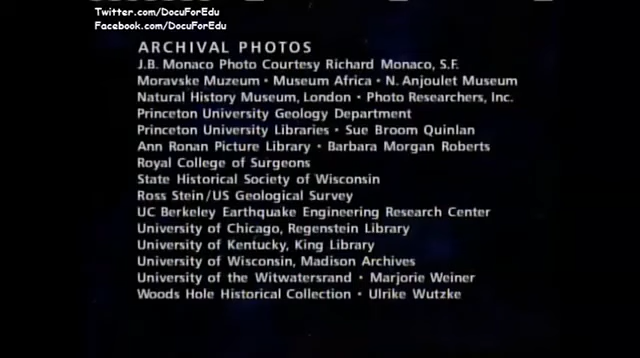 Twitter.com/DocuForEdu
Facebook.com/DocuForEdu
ARCHIVAL PHOTOS
J.B. Monaco Photo Courtesy Richard Monaco, S.F.
Moravske Muzeum • Museum Africa • N. Anjoulet Museum
Natural History Museum, London • Photo Researchers, Inc.
Princeton University Geology Department
Princeton University Libraries • Sue Broom Quinlan
Ann Ronan Picture Library • Barbara Morgan Roberts
Royal College of Surgeons
State Historical Society of Wisconsin
Ross Stein/US Geological Survey
UC Berkeley Earthquake Engineering Research Center
University of Chicago, Regenstein Library
University of Kentucky, King Library
University of Wisconsin, Madison Archives
University of the Witwatersrand • Marjorie Weiner
Woods Hole Historical Collection • Ulrike Wutzke